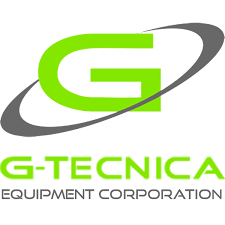 G
G-TECNICA
EQUIPMENT CORPORATION